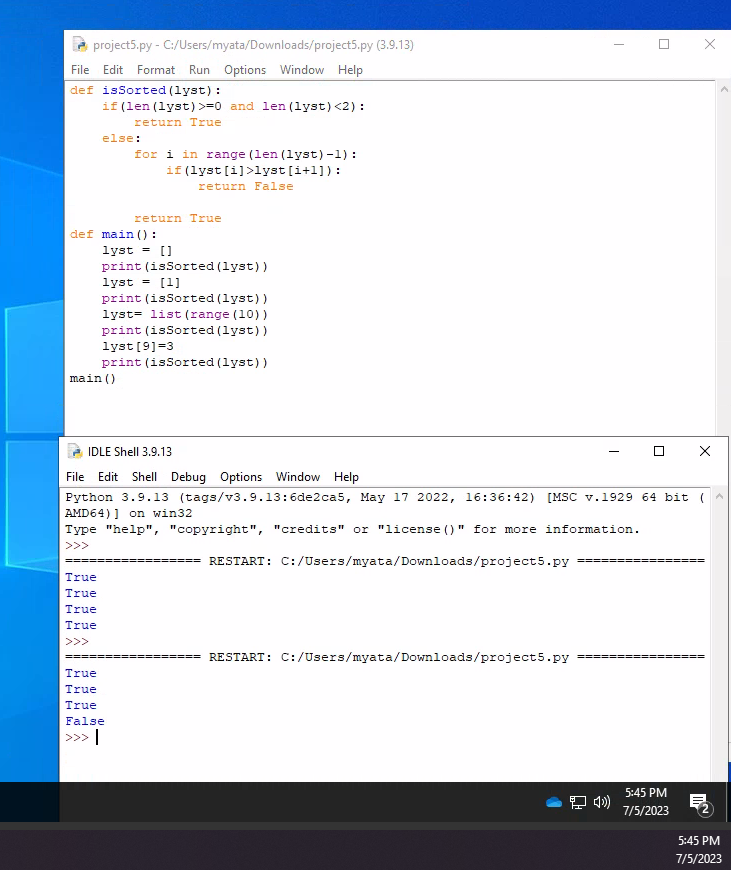 project5.py - C:/Users/myata/Downloads/project5.py (3.9.13)
File Edit Format Run Options Window Help
def isSorted(lyst):
    if(len(lyst)>=0 and len(lyst)<2):
        return True
    else:
        for i in range(len(lyst)-1):
            if(lyst[i]>lyst[i+1]):
                return False
        return True
def main():
    lyst = []
    print(isSorted(lyst))
    lyst = [1]
    print(isSorted(lyst))
    lyst= list(range(10))
    print(isSorted(lyst))
    lyst[9]=3
    print(isSorted(lyst))
main()
IDLE Shell 3.9.13
File Edit Shell Debug Options Window Help
Python 3.9.13 (tags/v3.9.13:6de2ca5, May 17 2022, 16:36:42) [MSC v.1929 64 bit (
AMD64)] on win32
Type "help", "copyright", "credits" or "license()" for more information.
>>>
================= RESTART: C:/Users/myata/Downloads/project5.py ================
True
True
True
True
>>>
================= RESTART: C:/Users/myata/Downloads/project5.py ================
True
True
True
False
>>>
5:45 PM
7/5/2023
2
5:45 PM
7/5/2023